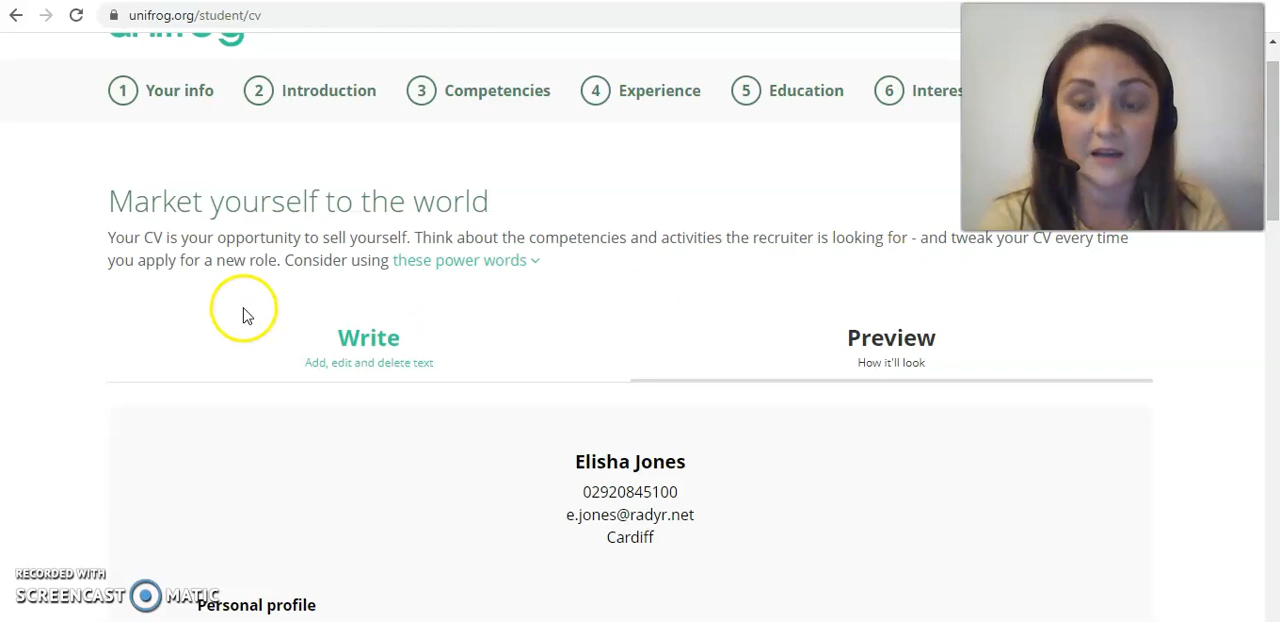 unifrog.org/student/cv
unifrog
1 Your info 2 Introduction 3 Competencies 4 Experience 5 Education 6 Interes
Market yourself to the world
Your CV is your opportunity to sell yourself. Think about the competencies and activities the recruiter is looking for - and tweak your CV every time
you apply for a new role. Consider using these power words
Write
Add, edit and delete text
Preview
How it'll look
Elisha Jones
02920845100
e.jones@radyr.net
Cardiff
Personal profile
RECORDED WITH
SCREENCAST MATIC